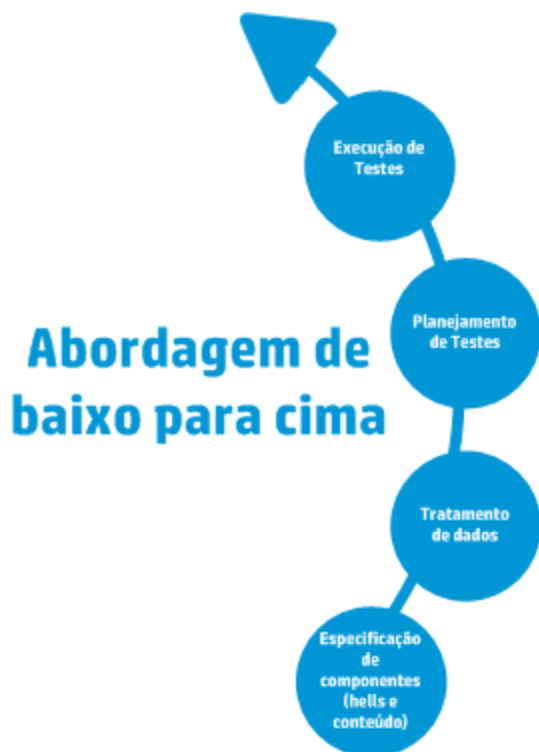 Execução de
Testes
Planejamento
de Testes
Abordagem de
baixo para cima
Tratamento
de dados
Especificação
de
componentes
(hells e
conteúdo)